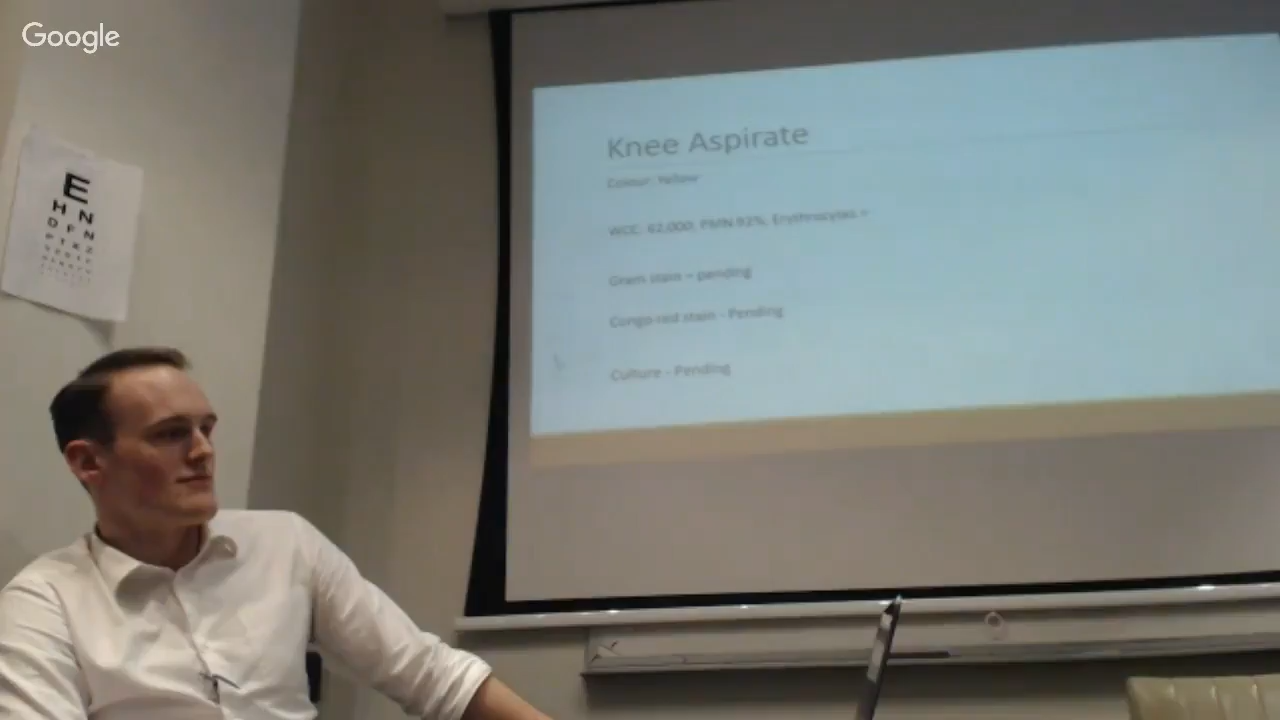 Google
E
H N
D F N
P T X Z
Knee Aspirate
Colour: Yellow
WCC: 62,000; PMN 92%, Erythrocytes +
Gram stain – pending
Congo-red stain - Pending
Culture - Pending